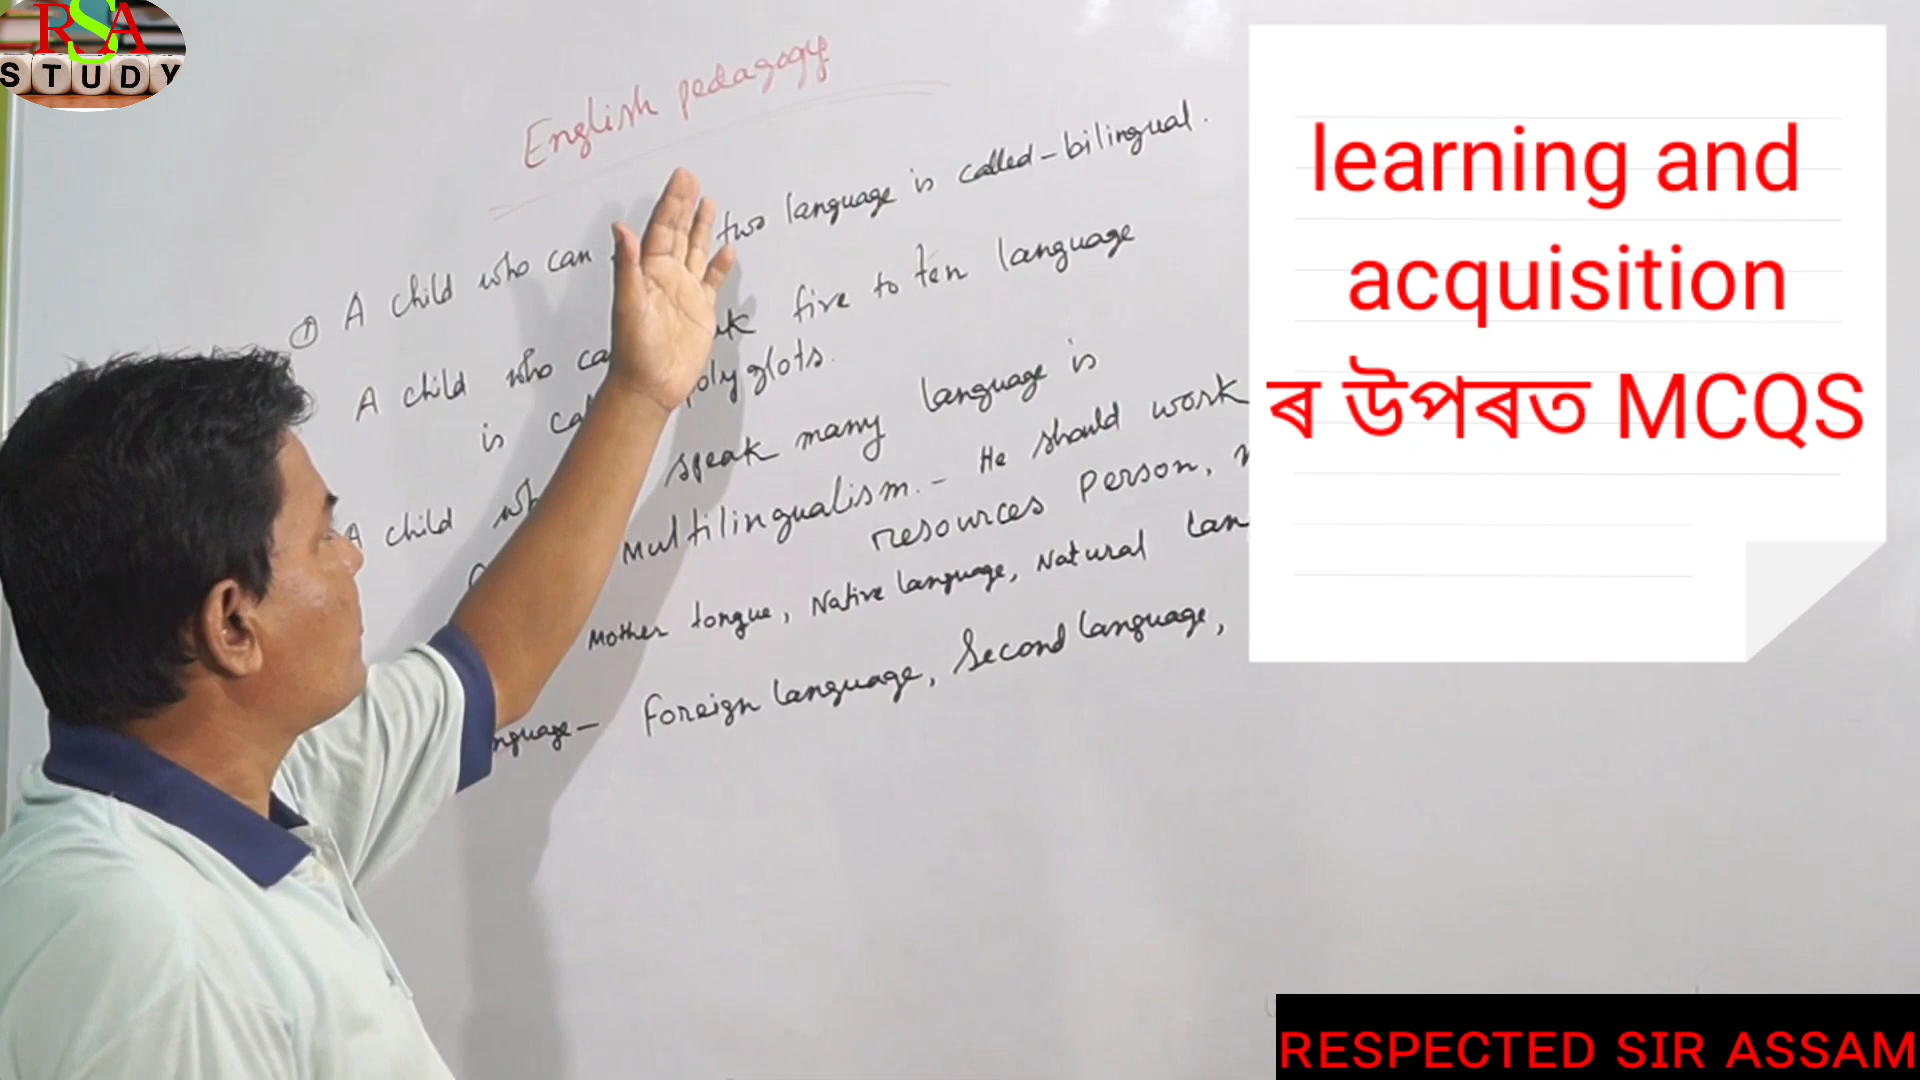 RSA
STUDY
English pedagogy
① A child who can two language is called - bilingual.
A child who can five to ten language
is polyglots.
A child who speak many language is
Multilingualism. - He should work
resources Person,
Mother tongue, Native language, Natural
Foreign language, Second language,
learning and
acquisition
ৰ উপৰত MCQS
RESPECTED SIR ASSAM